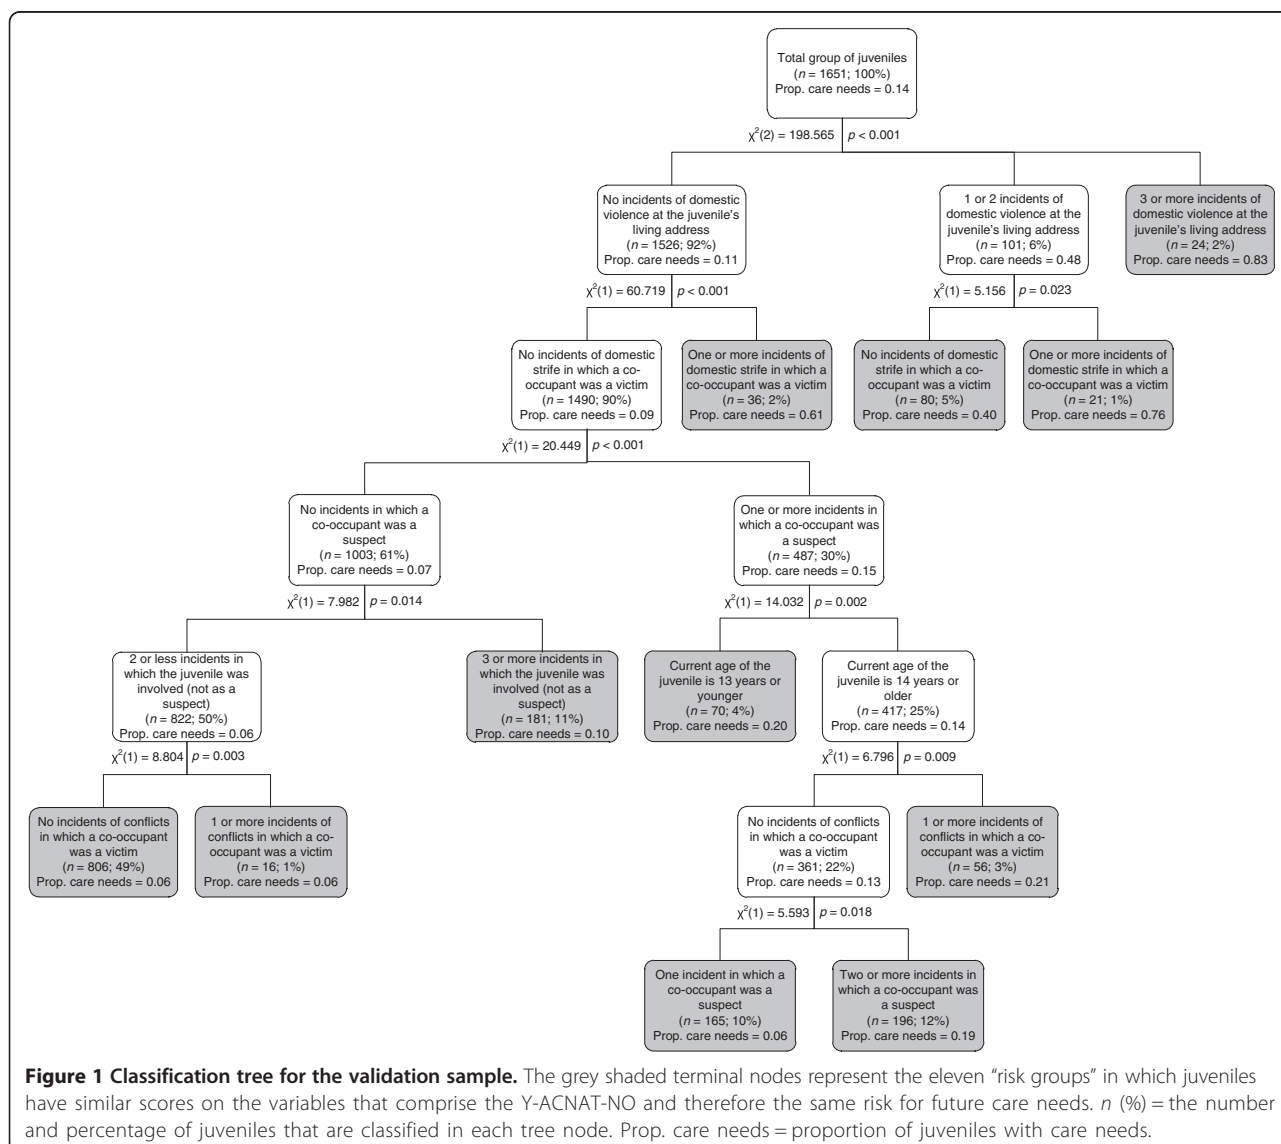 Total group of juveniles
(n = 1651; 100%)
Prop. care needs = 0.14
χ²(2) = 198.565 p < 0.001
No incidents of domestic
violence at the juvenile's
living address
(n = 1526; 92%)
Prop. care needs = 0.11
1 or 2 incidents of
domestic violence at the
juvenile's living address
(n = 101; 6%)
Prop. care needs = 0.48
3 or more incidents of
domestic violence at the
juvenile's living address
(n = 24; 2%)
Prop. care needs = 0.83
χ²(1) = 60.719 p < 0.001
χ²(1) = 5.156 p = 0.023
No incidents of domestic
strife in which a co-
occupant was a victim
(n = 1490; 90%)
Prop. care needs = 0.09
One or more incidents of
domestic strife in which a
co-occupant was a victim
(n = 36; 2%)
Prop. care needs = 0.61
No incidents of domestic
strife in which a co-
occupant was a victim
(n = 80; 5%)
Prop. care needs = 0.40
One or more incidents of
domestic strife in which a
co-occupant was a victim
(n = 21; 1%)
Prop. care needs = 0.76
χ²(1) = 20.449 p < 0.001
No incidents in which a
co-occupant was a
suspect
(n = 1003; 61%)
Prop. care needs = 0.07
One or more incidents in
which a co-occupant was
a suspect
(n = 487; 30%)
Prop. care needs = 0.15
χ²(1) = 7.982 p = 0.014
χ²(1) = 14.032 p = 0.002
2 or less incidents in
which the juvenile was
involved (not as a
suspect)
(n = 822; 50%)
Prop. care needs = 0.06
3 or more incidents in
which the juvenile was
involved (not as a
suspect)
(n = 181; 11%)
Prop. care needs = 0.10
Current age of the
juvenile is 13 years or
younger
(n = 70; 4%)
Prop. care needs = 0.20
Current age of the
juvenile is 14 years or
older
(n = 417; 25%)
Prop. care needs = 0.14
χ²(1) = 8.804 p = 0.003
χ²(1) = 6.796 p = 0.009
No incidents of conflicts
in which a co-occupant
was a victim
(n = 806; 49%)
Prop. care needs = 0.06
1 or more incidents of
conflicts in which a co-
occupant was a victim
(n = 16; 1%)
Prop. care needs = 0.06
No incidents of conflicts
in which a co-occupant
was a victim
(n = 361; 22%)
Prop. care needs = 0.13
1 or more incidents of
conflicts in which a co-
occupant was a victim
(n = 56; 3%)
Prop. care needs = 0.21
χ²(1) = 5.593 p = 0.018
One incident in which a
co-occupant was a
suspect
(n = 165; 10%)
Prop. care needs = 0.06
Two or more incidents in
which a co-occupant was
a suspect
(n = 196; 12%)
Prop. care needs = 0.19
Figure 1 Classification tree for the validation sample. The grey shaded terminal nodes represent the eleven "risk groups" in which juveniles
have similar scores on the variables that comprise the Y-ACNAT-NO and therefore the same risk for future care needs. n (%) = the number
and percentage of juveniles that are classified in each tree node. Prop. care needs = proportion of juveniles with care needs.